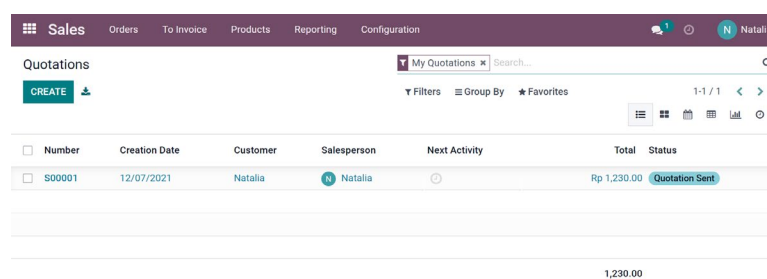 Sales Orders To Invoice Products Reporting Configuration 1 N Natali
Quotations My Quotations × Search...
CREATE Filters Group By Favorites 1-1 / 1
Number Creation Date Customer Salesperson Next Activity Total Status
S00001 12/07/2021 Natalia N Natalia Rp 1,230.00 Quotation Sent
1,230.00